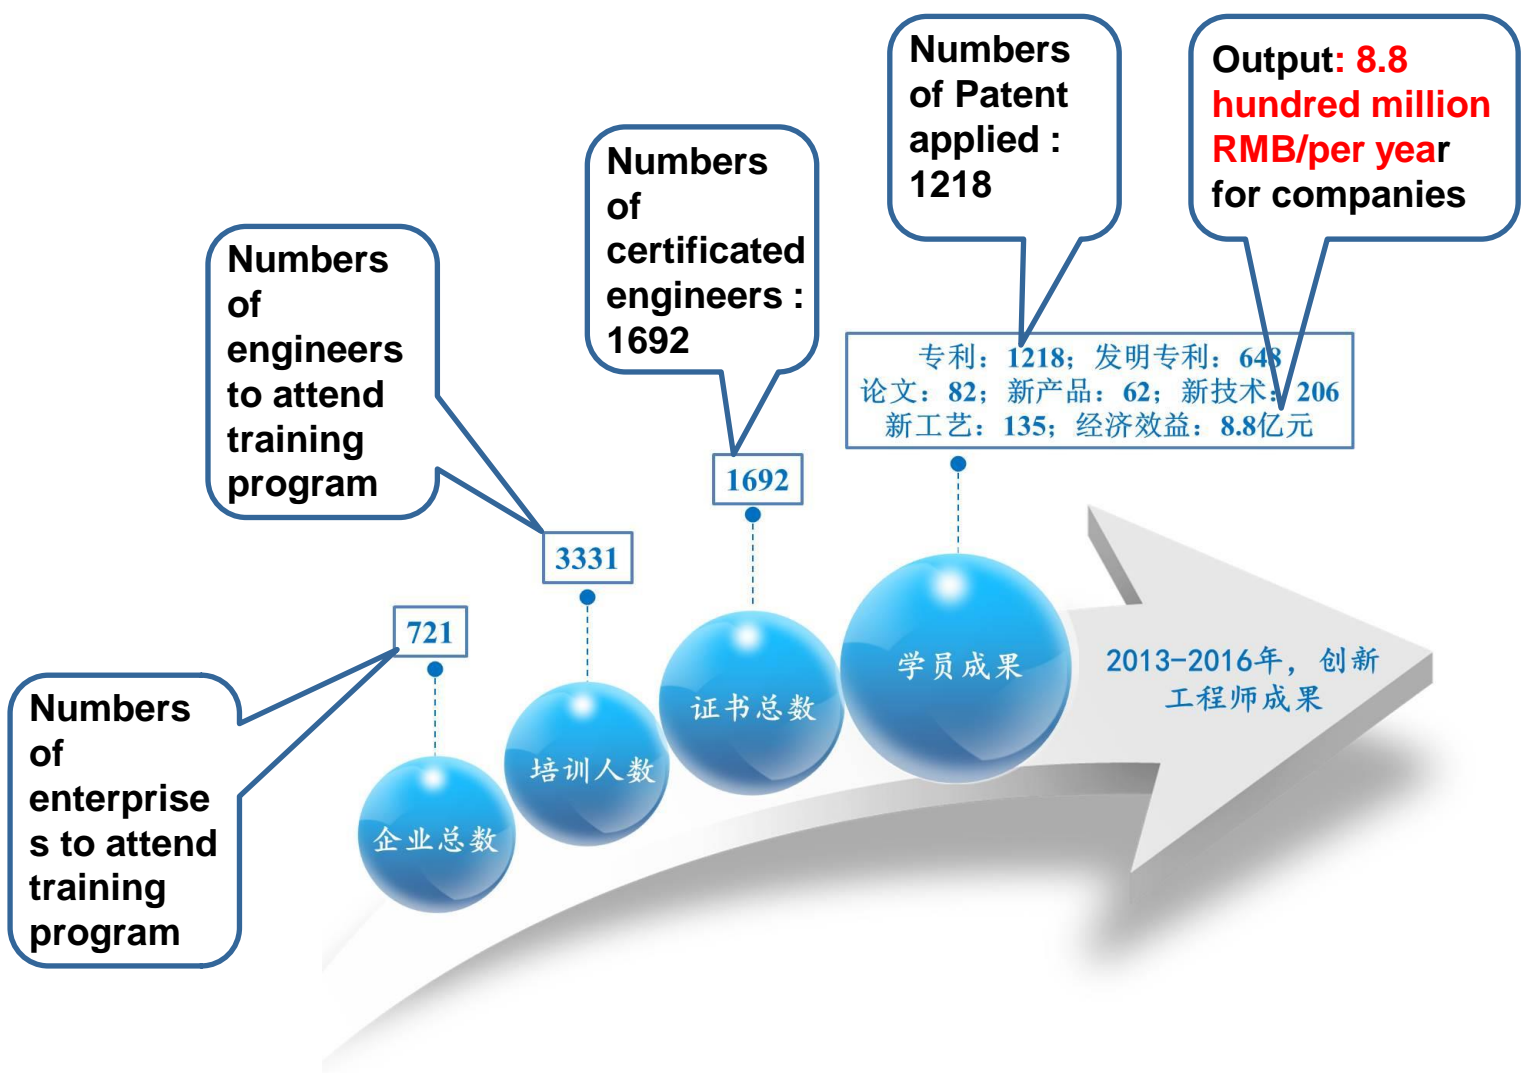 Numbers
of Patent
applied :
1218
Output: 8.8
hundred million
RMB/per year
for companies
Numbers
of
certificated
engineers :
1692
Numbers
of
engineers
to attend
training
program
专利：1218；发明专利：648
论文：82；新产品：62；新技术：206
新工艺：135；经济效益：8.8亿元
1692
3331
721
Numbers
of
enterprise
s to attend
training
program
企业总数
培训人数
证书总数
学员成果
2013-2016年，创新
工程师成果